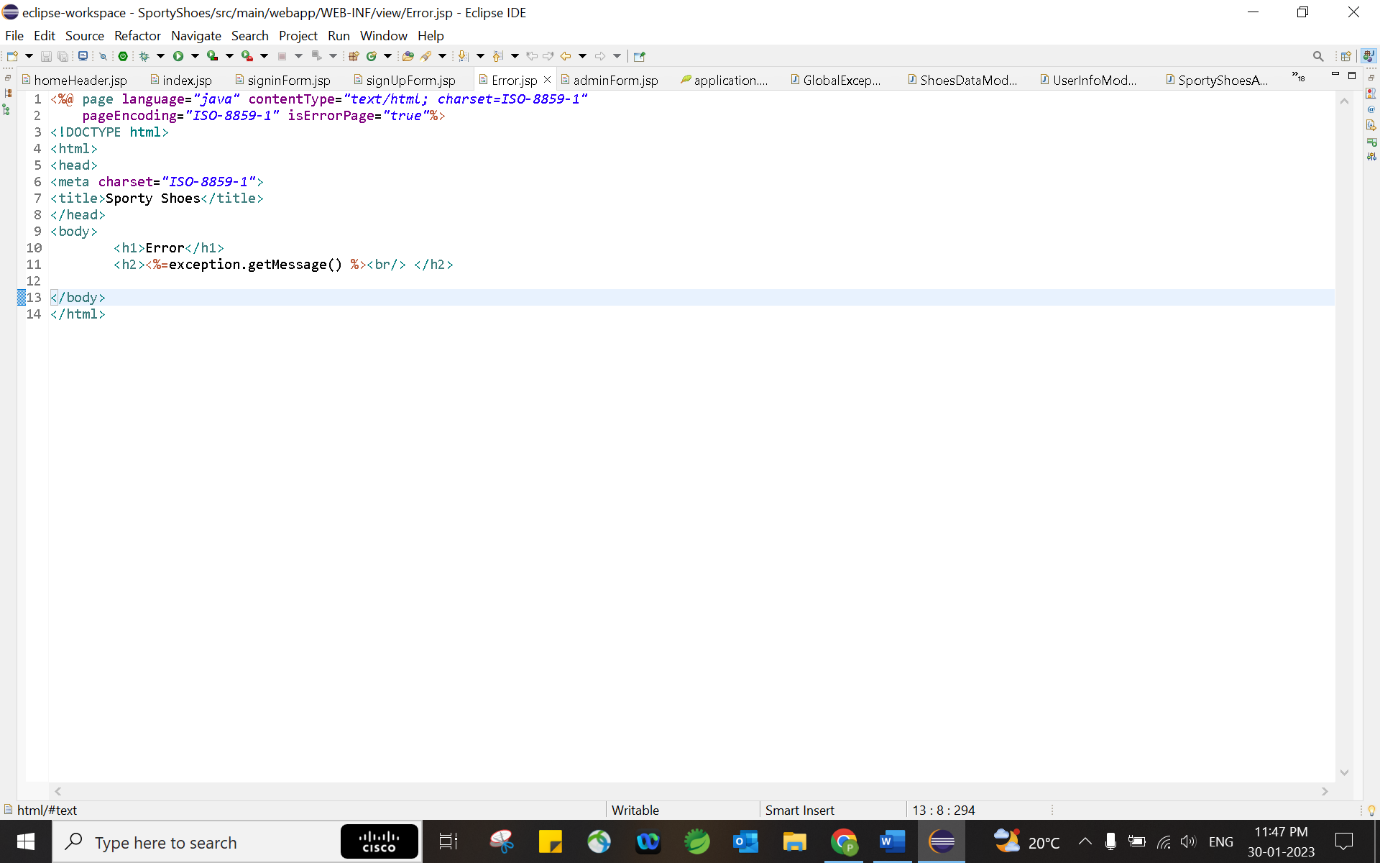 eclipse-workspace - SportyShoes/src/main/webapp/WEB-INF/view/Error.jsp - Eclipse IDE
File Edit Source Refactor Navigate Search Project Run Window Help
homeHeader.jsp index.jsp signinForm.jsp signUpForm.jsp Error.jsp adminForm.jsp application.... GlobalExcep... ShoesDataMod... UserInfoMod... SportyShoesA... »18
1 <%@ page language="java" contentType="text/html; charset=ISO-8859-1"
2     pageEncoding="ISO-8859-1" isErrorPage="true"%>
3 <!DOCTYPE html>
4 <html>
5 <head>
6 <meta charset="ISO-8859-1">
7 <title>Sporty Shoes</title>
8 </head>
9 <body>
10         <h1>Error</h1>
11         <h2><%=exception.getMessage() %><br/> </h2>
12
13 </body>
14 </html>
html/#text Writable Smart Insert 13 : 8 : 294
Type here to search cisco 20°C ENG 11:47 PM
30-01-2023